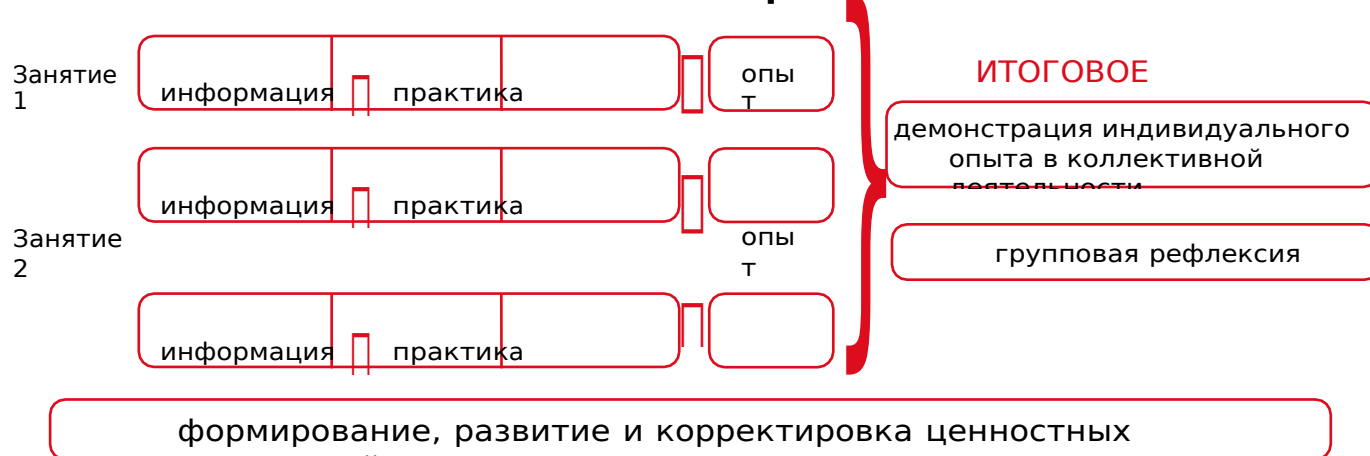 Занятие
1
информация практика
опы
т
информация практика
Занятие
2
опы
т
информация практика
ИТОГОВОЕ
демонстрация индивидуального
опыта в коллективной
деятельности
групповая рефлексия
формирование, развитие и корректировка ценностных